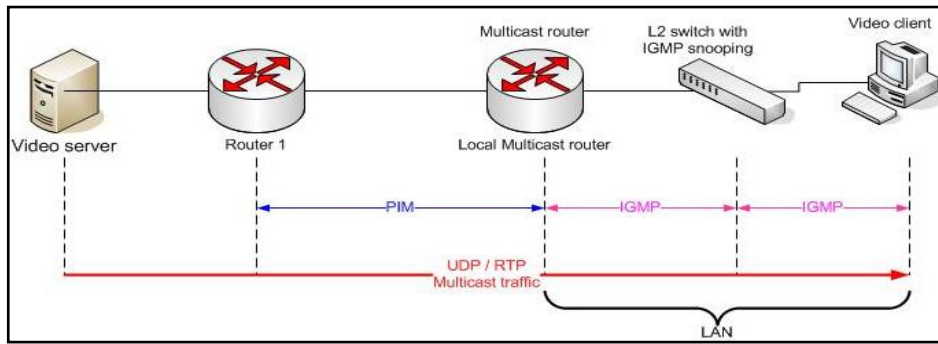 Video server
Router 1
Multicast router
Local Multicast router
L2 switch with
IGMP snooping
Video client
PIM
IGMP
IGMP
UDP / RTP
Multicast traffic
LAN